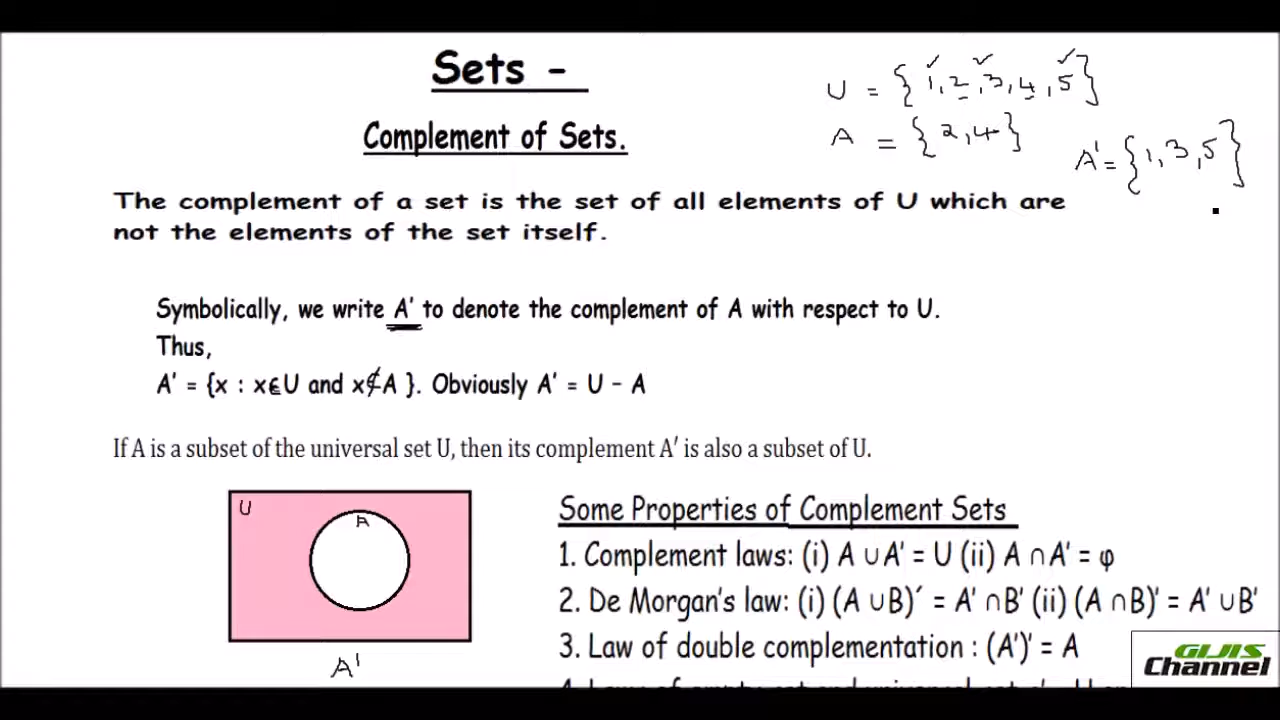 Sets -
Complement of Sets.
U = {1,2,3,4,5}
A = {2,4}
A' = {1,3,5}
The complement of a set is the set of all elements of U which are
not the elements of the set itself.
Symbolically, we write A' to denote the complement of A with respect to U.
Thus,
A' = {x : x∈U and x∉A }. Obviously A' = U - A
If A is a subset of the universal set U, then its complement A′ is also a subset of U.
U
A
A'
Some Properties of Complement Sets
1. Complement laws: (i) A ∪ A' = U (ii) A ∩ A' = φ
2. De Morgan's law: (i) (A ∪ B)´ = A' ∩ B' (ii) (A ∩ B)' = A' ∪ B'
3. Law of double complementation : (A')' = A
GIJIS
Channel